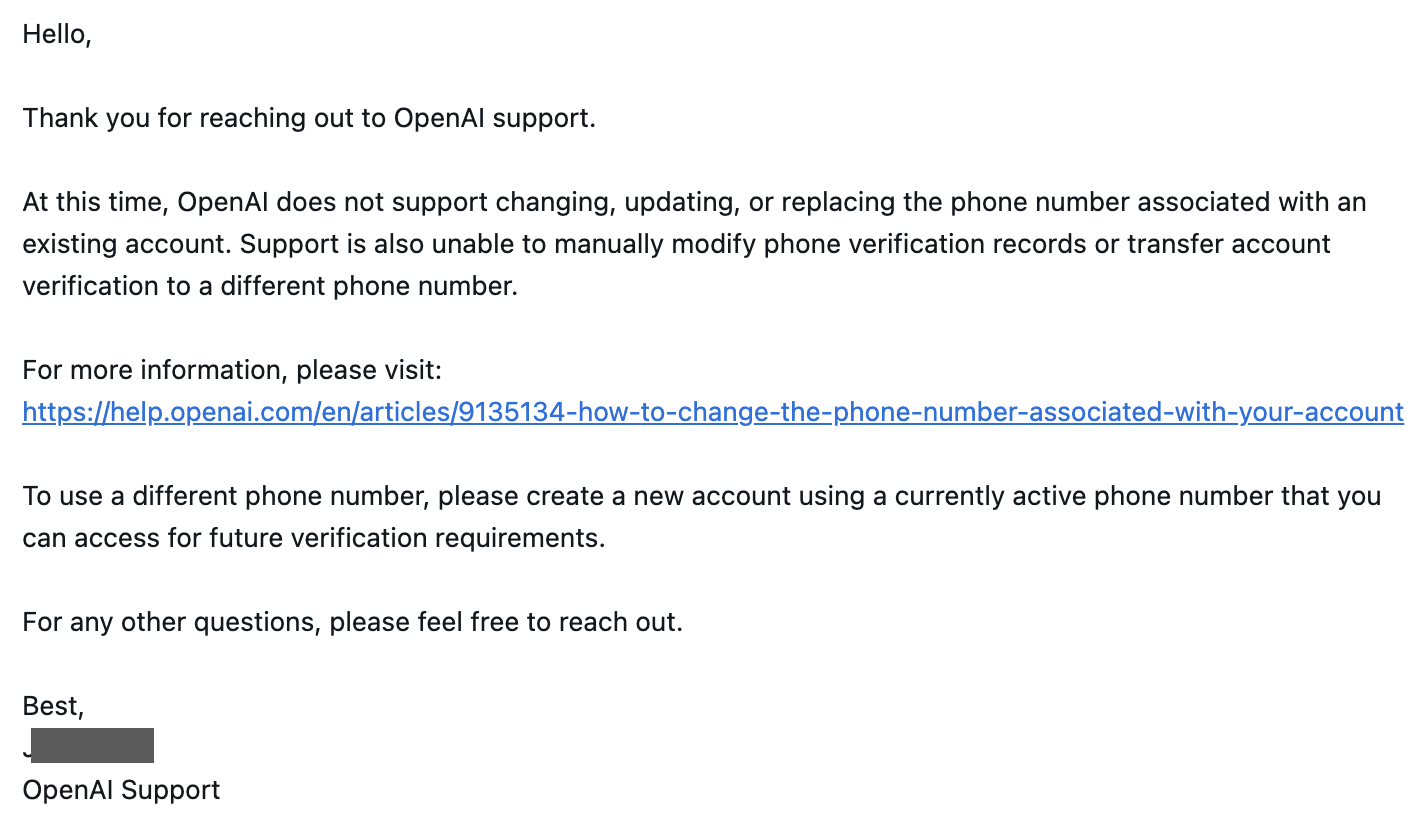 Hello,
Thank you for reaching out to OpenAI support.
At this time, OpenAI does not support changing, updating, or replacing the phone number associated with an
existing account. Support is also unable to manually modify phone verification records or transfer account
verification to a different phone number.
For more information, please visit:
https://help.openai.com/en/articles/9135134-how-to-change-the-phone-number-associated-with-your-account
To use a different phone number, please create a new account using a currently active phone number that you
can access for future verification requirements.
For any other questions, please feel free to reach out.
Best,
OpenAI Support